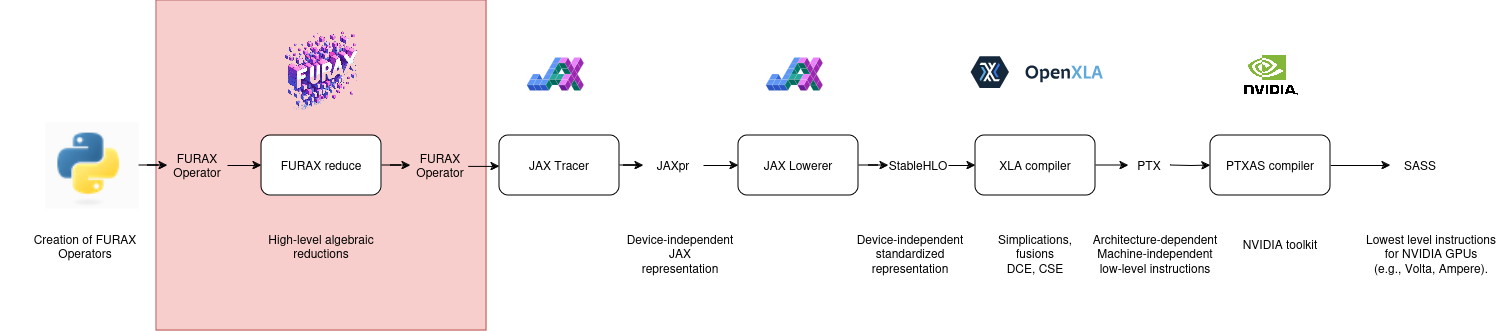 FURAX
JAX
JAX
OpenXLA
NVIDIA.
FURAX
Operator
FURAX reduce
FURAX
Operator
JAX Tracer
JAXpr
JAX Lowerer
StableHLO
XLA compiler
PTX
PTXAS compiler
SASS
Creation of FURAX
Operators
High-level algebraic
reductions
Device-independent
JAX
representation
Device-independent
standardized
representation
Simplications,
fusions
DCE, CSE
Architecture-dependent
Machine-independent
low-level instructions
NVIDIA toolkit
Lowest level instructions
for NVIDIA GPUs
(e.g., Volta, Ampere).